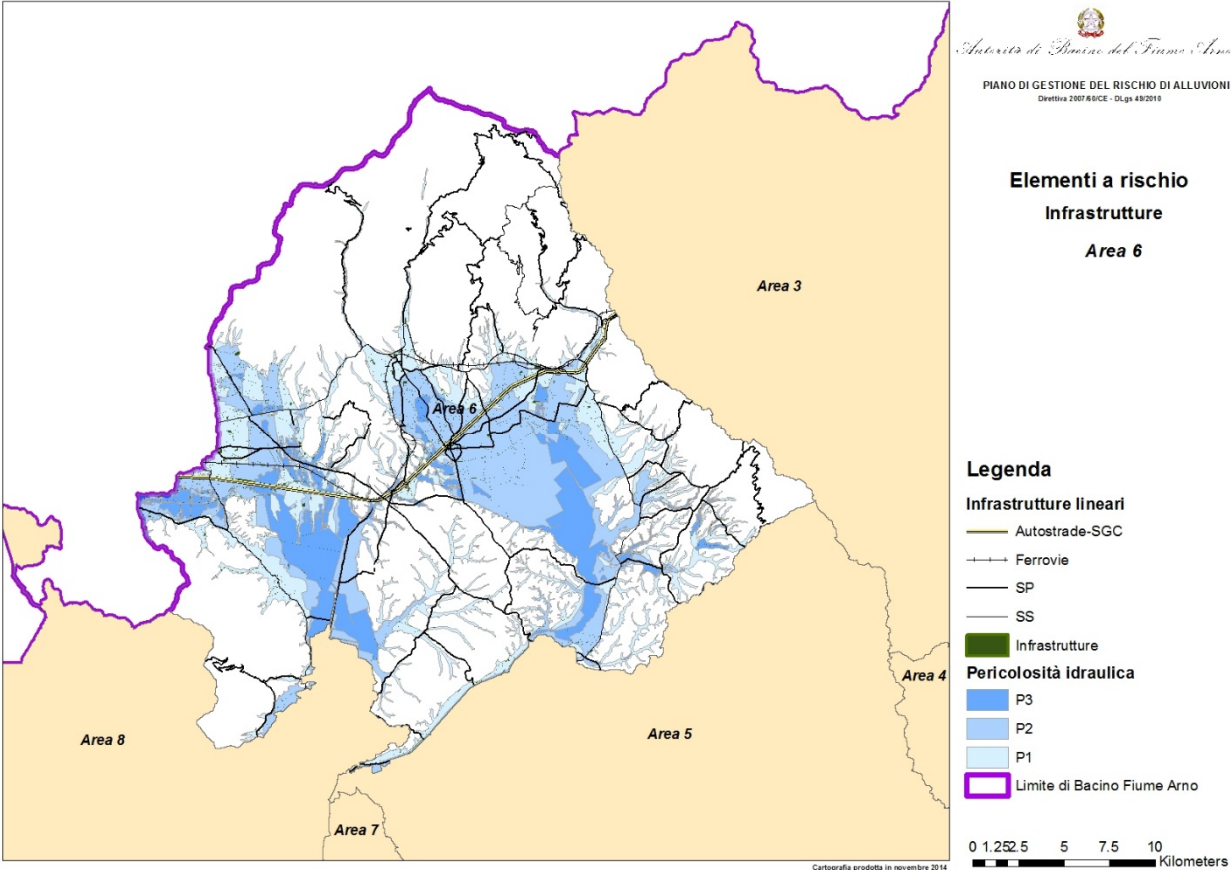 Autorità di Bacino del Fiume Arno
PIANO DI GESTIONE DEL RISCHIO DI ALLUVIONI
Direttiva 2007/60/CE - DLgs 49/2010
Elementi a rischio
Infrastrutture
Area 6
Area 3
Area 6
Area 4
Area 5
Area 8
Area 7
Legenda
Infrastrutture lineari
Autostrade-SGC
Ferrovie
SP
SS
Infrastrutture
Pericolosità idraulica
P3
P2
P1
Limite di Bacino Fiume Arno
0 1.252.5 5 7.5 10
Kilometers
Cartografia prodotta in novembre 2014